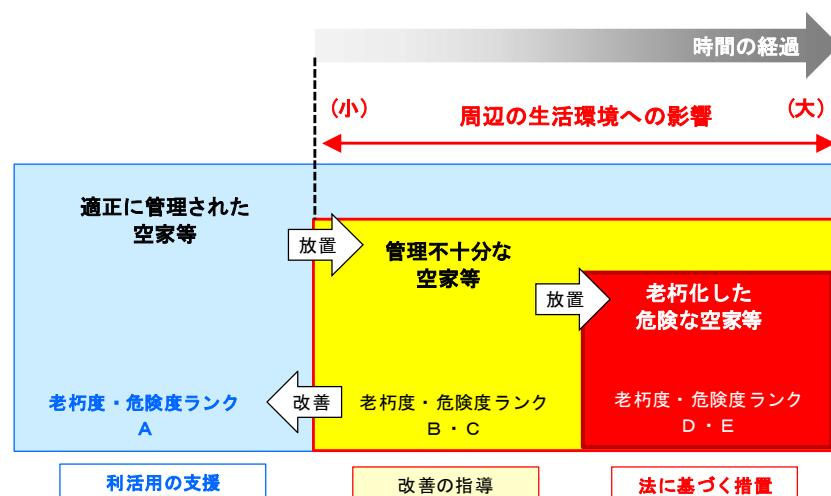 時間の経過
(小)
周辺の生活環境への影響
(大)
適正に管理された
空家等
放置
管理不十分な
空家等
放置
老朽化した
危険な空家等
老朽度・危険度ランク
A
改善
老朽度・危険度ランク
B・C
老朽度・危険度ランク
D・E
利活用の支援
改善の指導
法に基づく措置